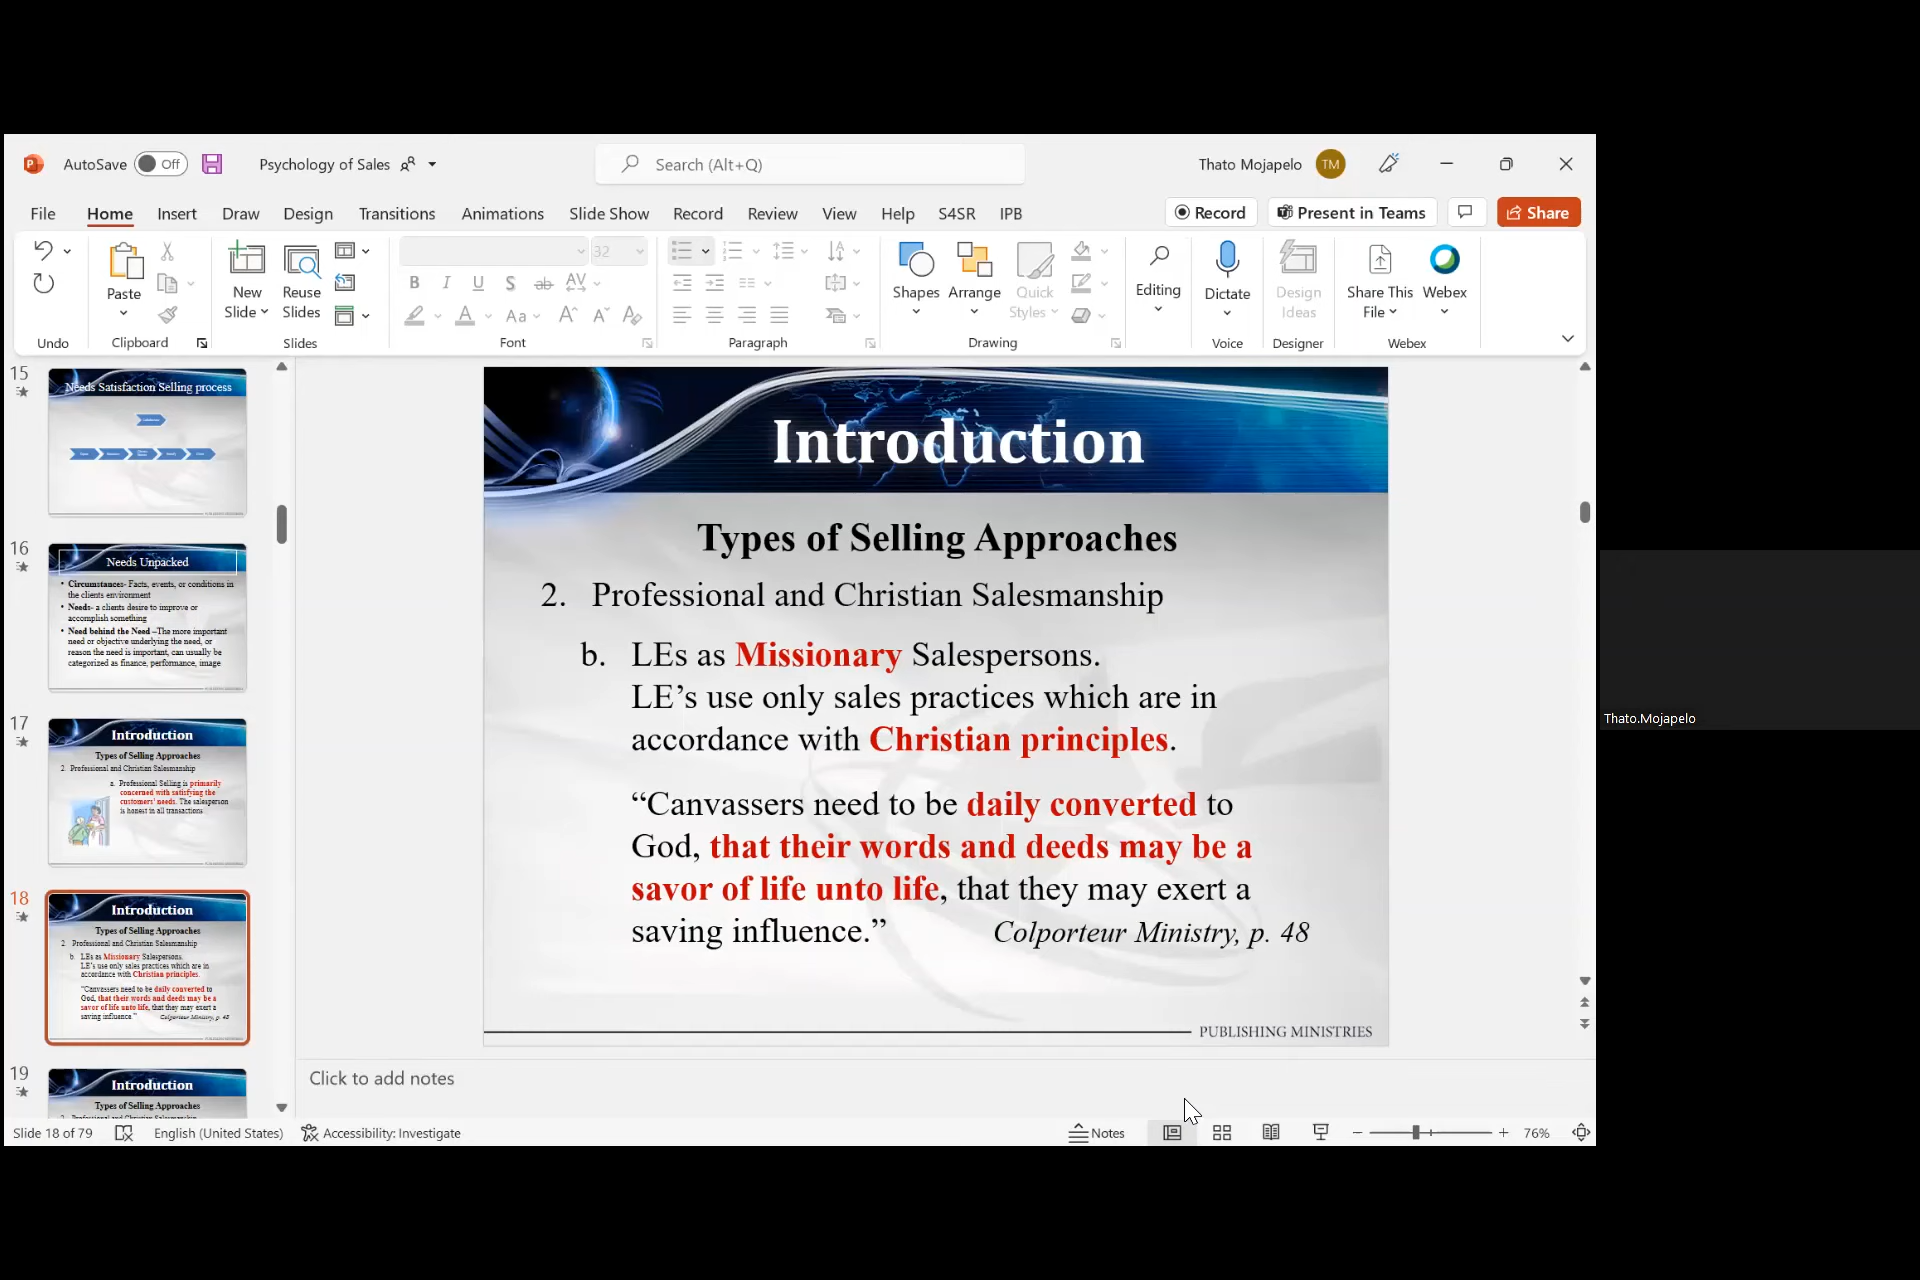 AutoSave Off Psychology of Sales Search (Alt+Q) Thato Mojapelo TM
File Home Insert Draw Design Transitions Animations Slide Show Record Review View Help S4SR IPB Record Present in Teams Share
Paste New Slide Reuse Slides 32 Shapes Arrange Quick Styles Editing Dictate Design Ideas Share This File Webex
Undo Clipboard Slides Font Paragraph Drawing Voice Designer Webex
15
Needs Satisfaction Selling process
16
Needs Unpacked
• Circumstances- Facts, events, or conditions in
the clients environment
• Needs- a clients desire to improve or
accomplish something
• Need behind the Need –The more important
need or objective underlying the need, or
reason the need is important, can usually be
categorized as finance, performance, image
17
Introduction
Types of Selling Approaches
2. Professional and Christian Salesmanship
a. Professional Selling is primarily
concerned with satisfying the
customers' needs. The salesperson
is honest in all transactions
18
Introduction
Types of Selling Approaches
2. Professional and Christian Salesmanship
b. LEs as Missionary Salespersons.
LE's use only sales practices which are in
accordance with Christian principles.
"Canvassers need to be daily converted to
God, that their words and deeds may be a
savor of life unto life, that they may exert a
saving influence." Colporteur Ministry, p. 48
19
Introduction
Types of Selling Approaches
Introduction
Types of Selling Approaches
2. Professional and Christian Salesmanship
b. LEs as Missionary Salespersons.
LE’s use only sales practices which are in
accordance with Christian principles.
“Canvassers need to be daily converted to
God, that their words and deeds may be a
savor of life unto life, that they may exert a
saving influence.” Colporteur Ministry, p. 48
PUBLISHING MINISTRIES
Click to add notes
Slide 18 of 79 English (United States) Accessibility: Investigate Notes 76%
Thato.Mojapelo